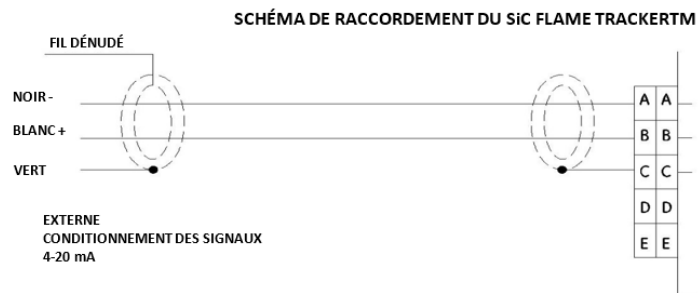 SCHÉMA DE RACCORDEMENT DU SiC FLAME TRACKERTM
FIL DÉNUDÉ
NOIR -
A A
BLANC +
B B
VERT
C C
D D
EXTERNE
CONDITIONNEMENT DES SIGNAUX
E E
4-20 mA